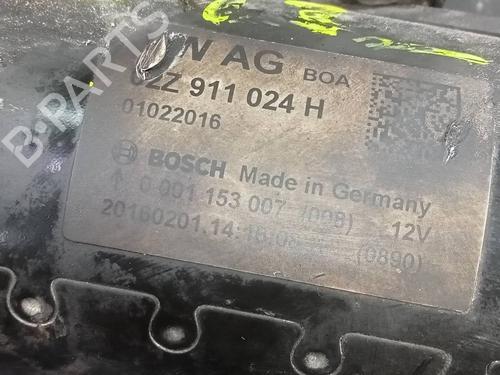 W AG BOA
02Z 911 024 H
01022016
BOSCH Made in Germany
0 001 153 007 (098) 12V
20160201.14: (0890)
B-PARTS